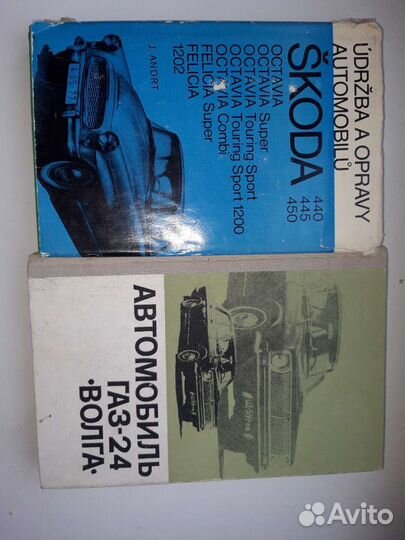 ÚDRŽBA A OPRAVY
AUTOMOBILŮ
ŠKODA
440
445
450
OCTAVIA
OCTAVIA Super
OCTAVIA Touring Sport
OCTAVIA Touring Sport 1200
OCTAVIA Combi
FELICIA Super
FELICIA
1202
J. ANDRT
АВТОМОБИЛЬ
ГАЗ-24
·ВОЛГА·
Avito